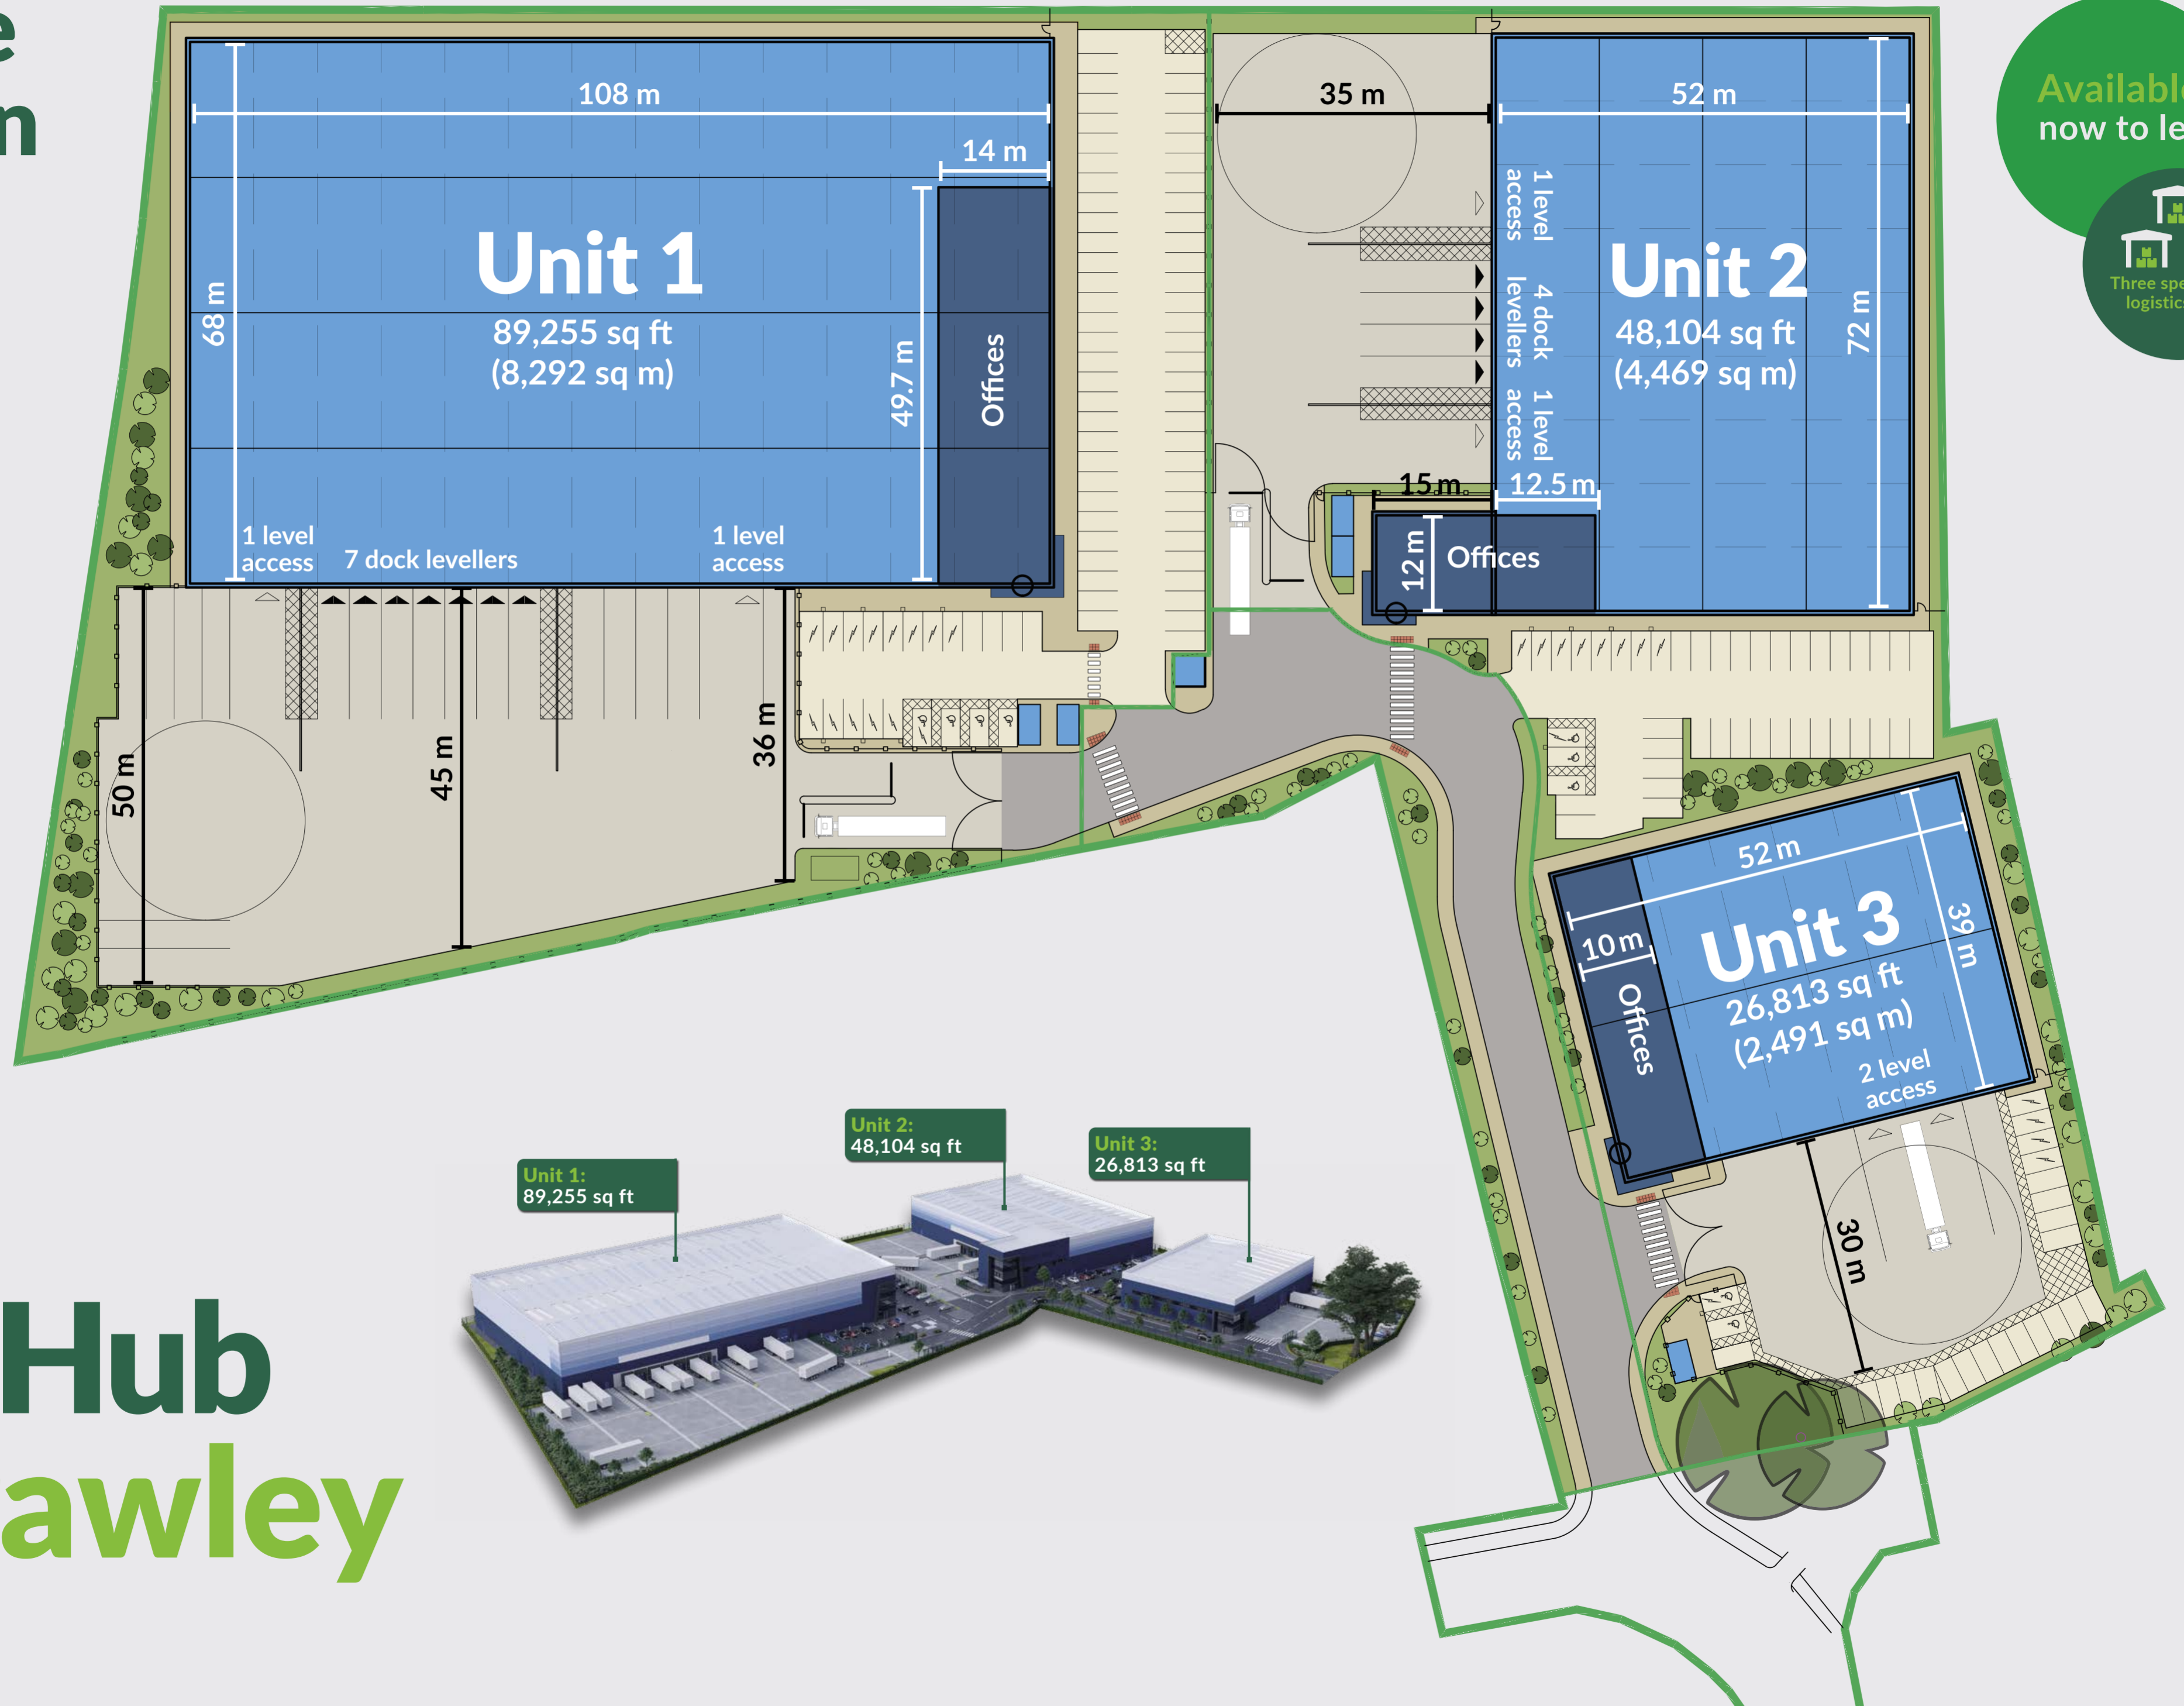 108 m
14 m
68 m
Unit 1
89,255 sq ft
(8,292 sq m)
49.7 m
Offices
1 level
access
7 dock levellers
1 level
access
50 m
45 m
36 m
35 m
52 m
1 level
access
4 dock
levellers
1 level
access
Unit 2
48,104 sq ft
(4,469 sq m)
72 m
15 m
12.5 m
12 m
Offices
now to
Three
52 m
39 m
10 m
Unit 3
26,813 sq ft
(2,491 sq m)
Offices
2 level
access
30 m
Unit 1:
89,255 sq ft
Unit 2:
48,104 sq ft
Unit 3:
26,813 sq ft
Hub
awley